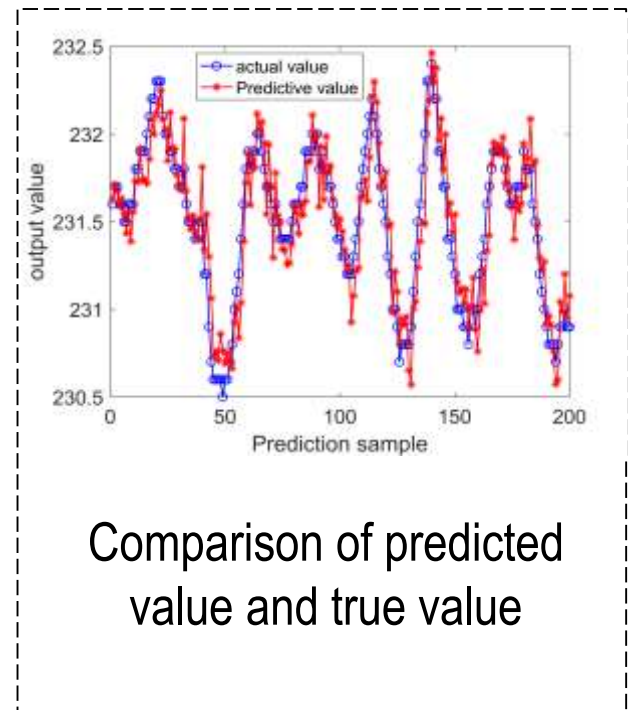 232.5
232
231.5
231
230.5
output value
actual value
Predictive value
0 50 100 150 200
Prediction sample
Comparison of predicted
value and true value